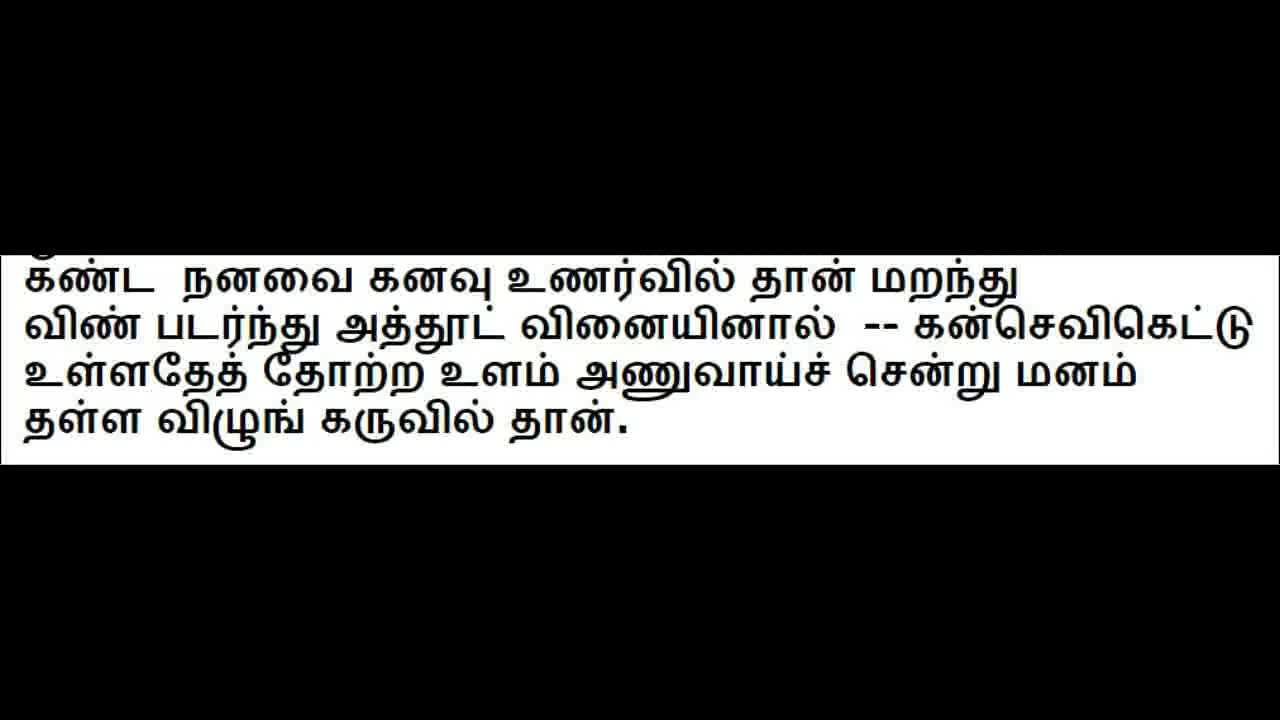 கண்ட நனவை கனவு உணர்வில் தான் மறந்து
விண் படர்ந்து அத்தூட் வினையினால் -- கன்செவிகெட்டு
உள்ளதேத் தோற்ற உளம் அணுவாய்ச் சென்று மனம்
தள்ள விழுங் கருவில் தான்.